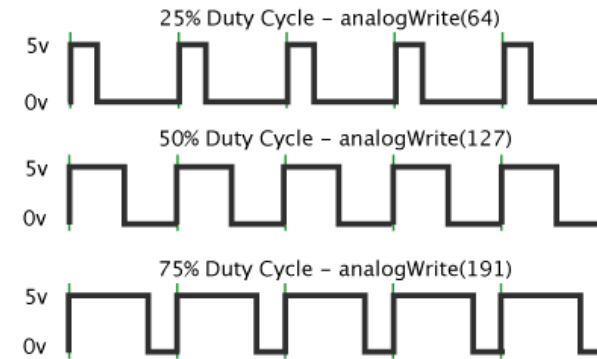 25% Duty Cycle – analogWrite(64)
5v
0v
50% Duty Cycle – analogWrite(127)
5v
0v
75% Duty Cycle – analogWrite(191)
5v
0v